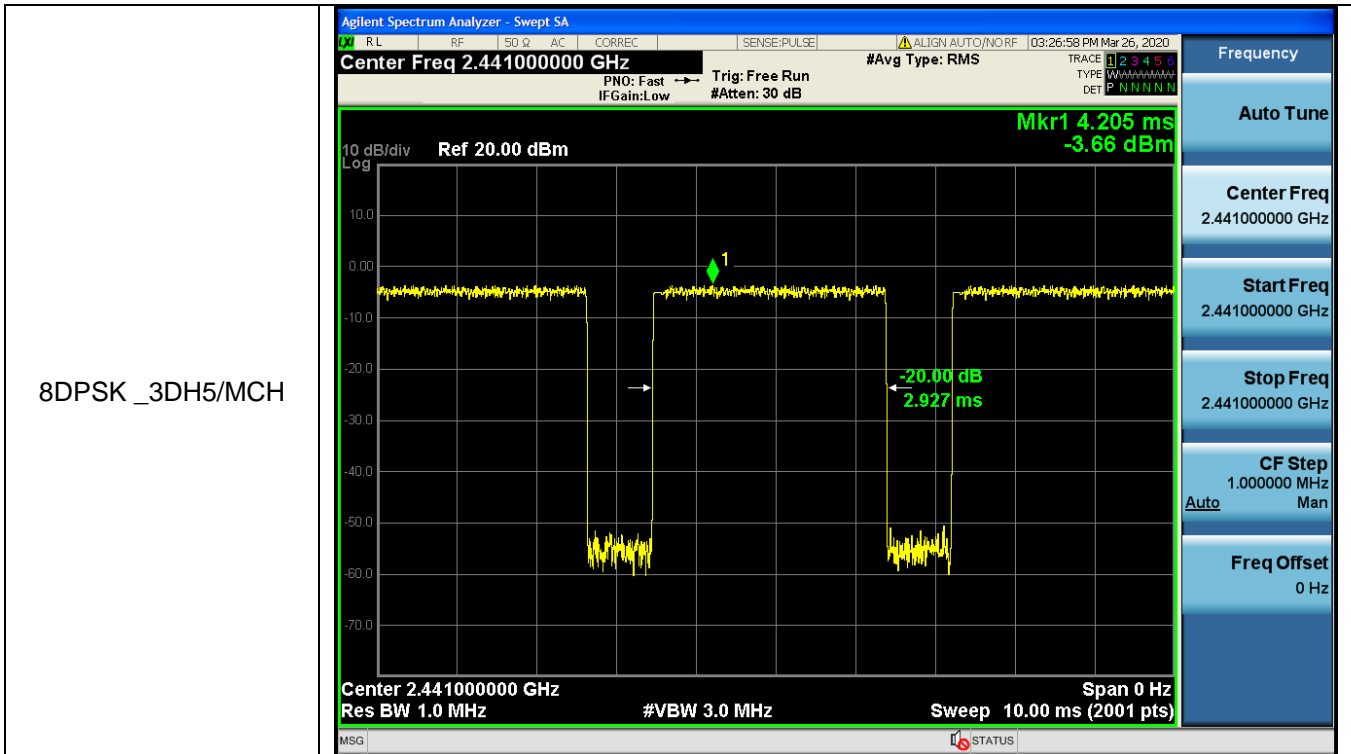 8DPSK _3DH5/MCH
Agilent Spectrum Analyzer - Swept SA
LXI RL RF 50 Ω AC CORREC SENSE:PULSE ALIGN AUTO/NO RF 03:26:58 PM Mar 26, 2020
Center Freq 2.441000000 GHz #Avg Type: RMS TRACE 1 2 3 4 5 6
PNO: Fast Trig: Free Run TYPE WWWWWW
IFGain:Low #Atten: 30 dB DET P N N N N N
Mkr1 4.205 ms
10 dB/div Ref 20.00 dBm -3.66 dBm
Log
10.0
1
0.00
-10.0
-20.0
-20.00 dB
2.927 ms
-30.0
-40.0
-50.0
-60.0
-70.0
Center 2.441000000 GHz Span 0 Hz
Res BW 1.0 MHz #VBW 3.0 MHz Sweep 10.00 ms (2001 pts)
MSG STATUS
Frequency
Auto Tune
Center Freq
2.441000000 GHz
Start Freq
2.441000000 GHz
Stop Freq
2.441000000 GHz
CF Step
1.000000 MHz
Auto Man
Freq Offset
0 Hz